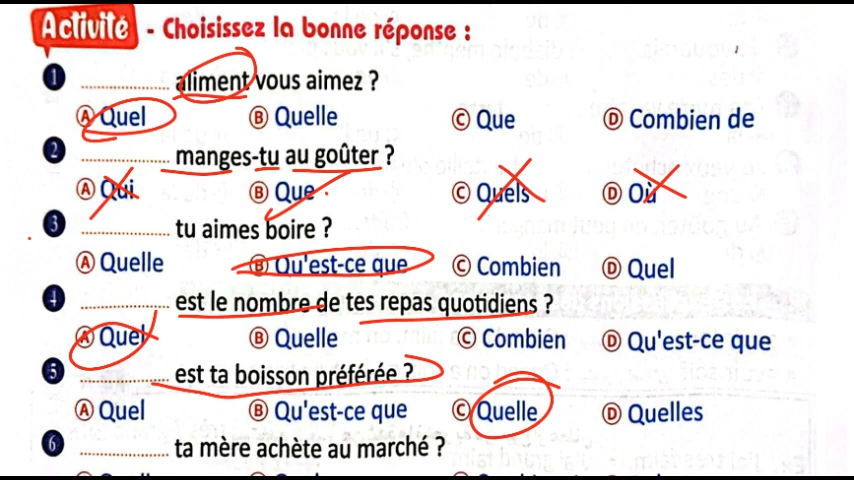 Activité - Choisissez la bonne réponse :
1 ............ aliment vous aimez ?
A Quel B Quelle C Que D Combien de
2 ............ manges-tu au goûter ?
A Qui B Que C Quels D Où
3 ............ tu aimes boire ?
A Quelle B Qu'est-ce que C Combien D Quel
4 ............ est le nombre de tes repas quotidiens ?
A Quel B Quelle C Combien D Qu'est-ce que
5 ............ est ta boisson préférée ?
A Quel B Qu'est-ce que C Quelle D Quelles
6 ............ ta mère achète au marché ?